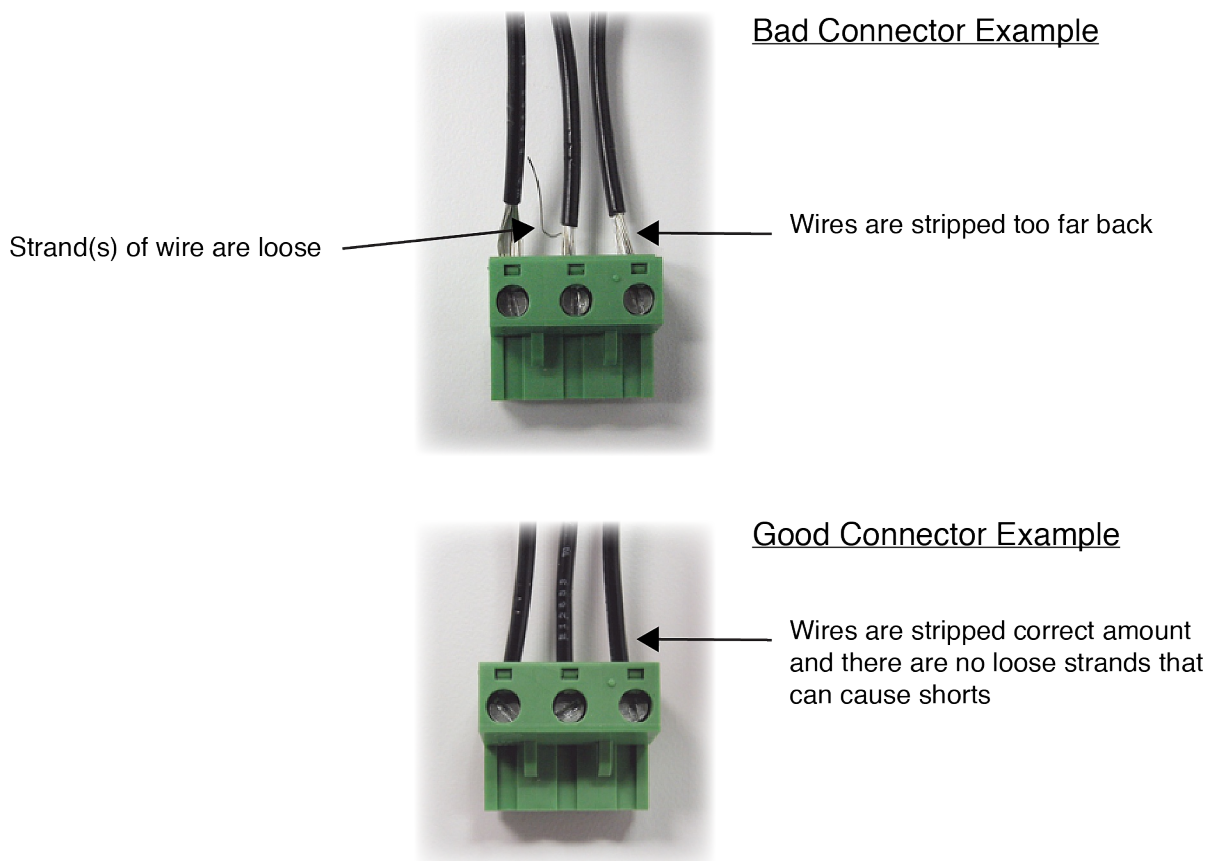 Bad Connector Example
Strand(s) of wire are loose
Wires are stripped too far back
Good Connector Example
Wires are stripped correct amount
and there are no loose strands that
can cause shorts